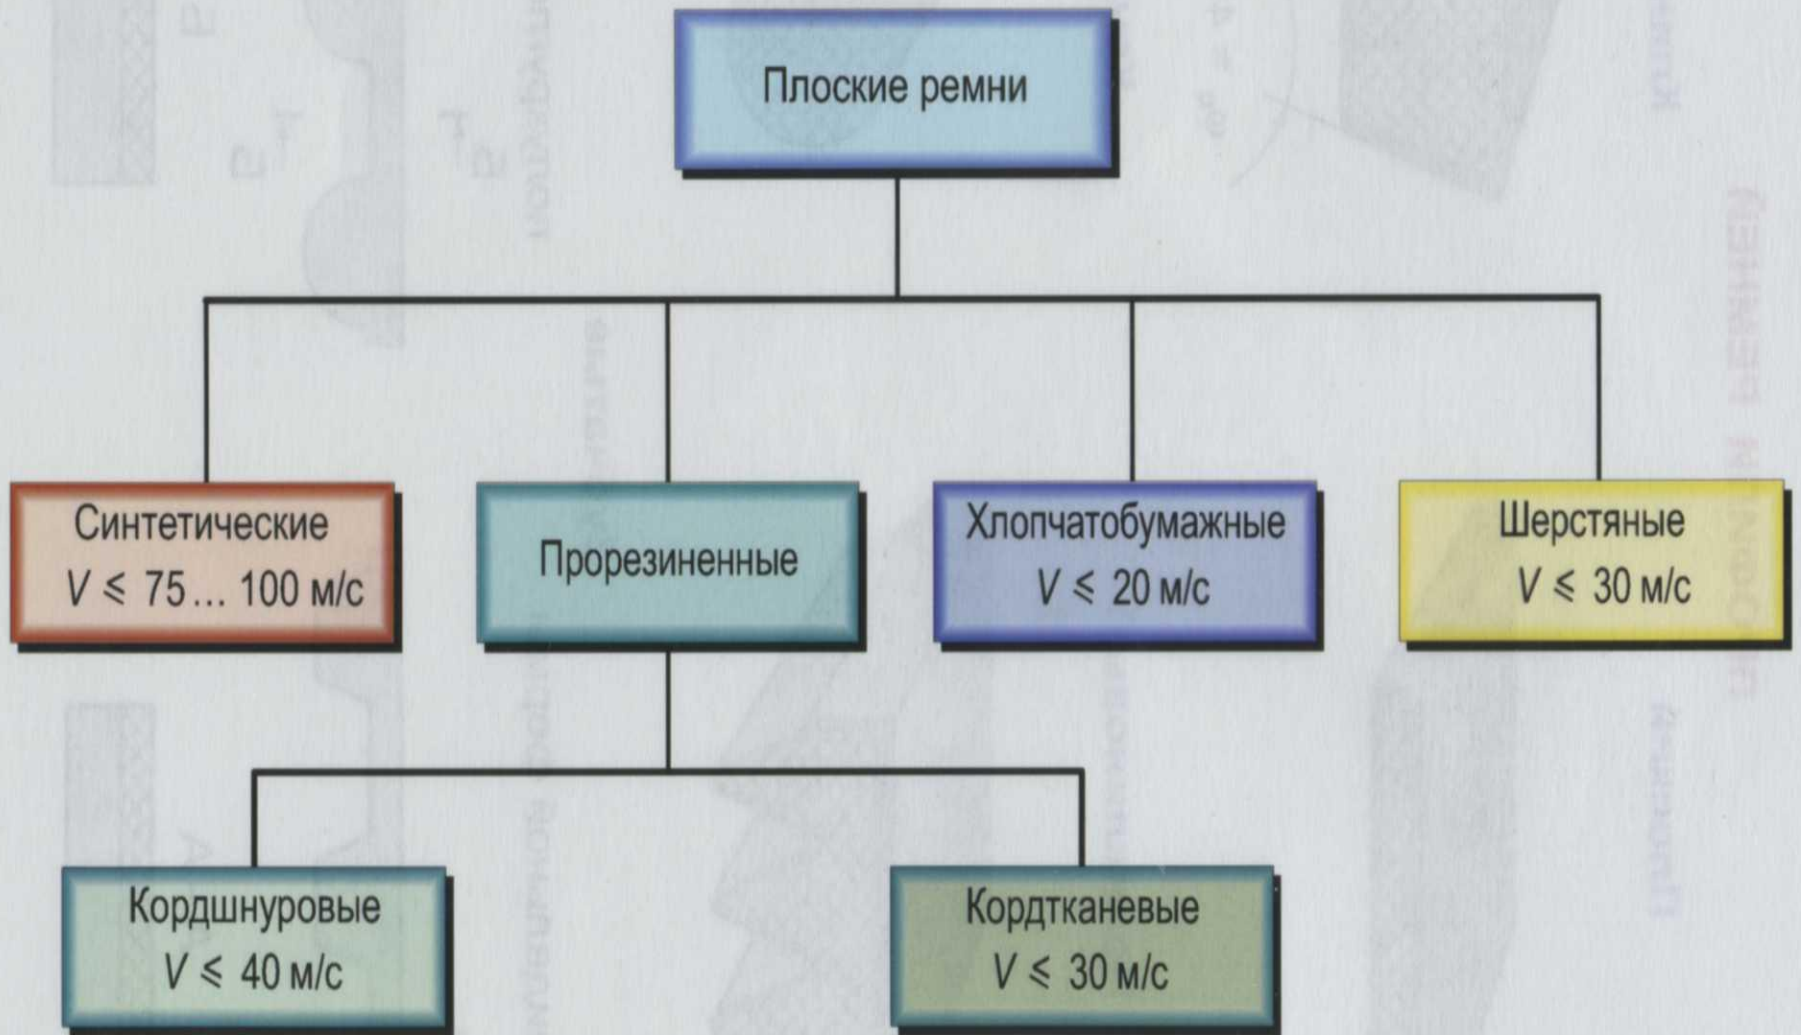 Плоские ремни
Синтетические
V ⩽ 75... 100 м/с
Прорезиненные
Хлопчатобумажные
V ⩽ 20 м/с
Шерстяные
V ⩽ 30 м/с
Кордшнуровые
V ⩽ 40 м/с
Кордтканевые
V ⩽ 30 м/с